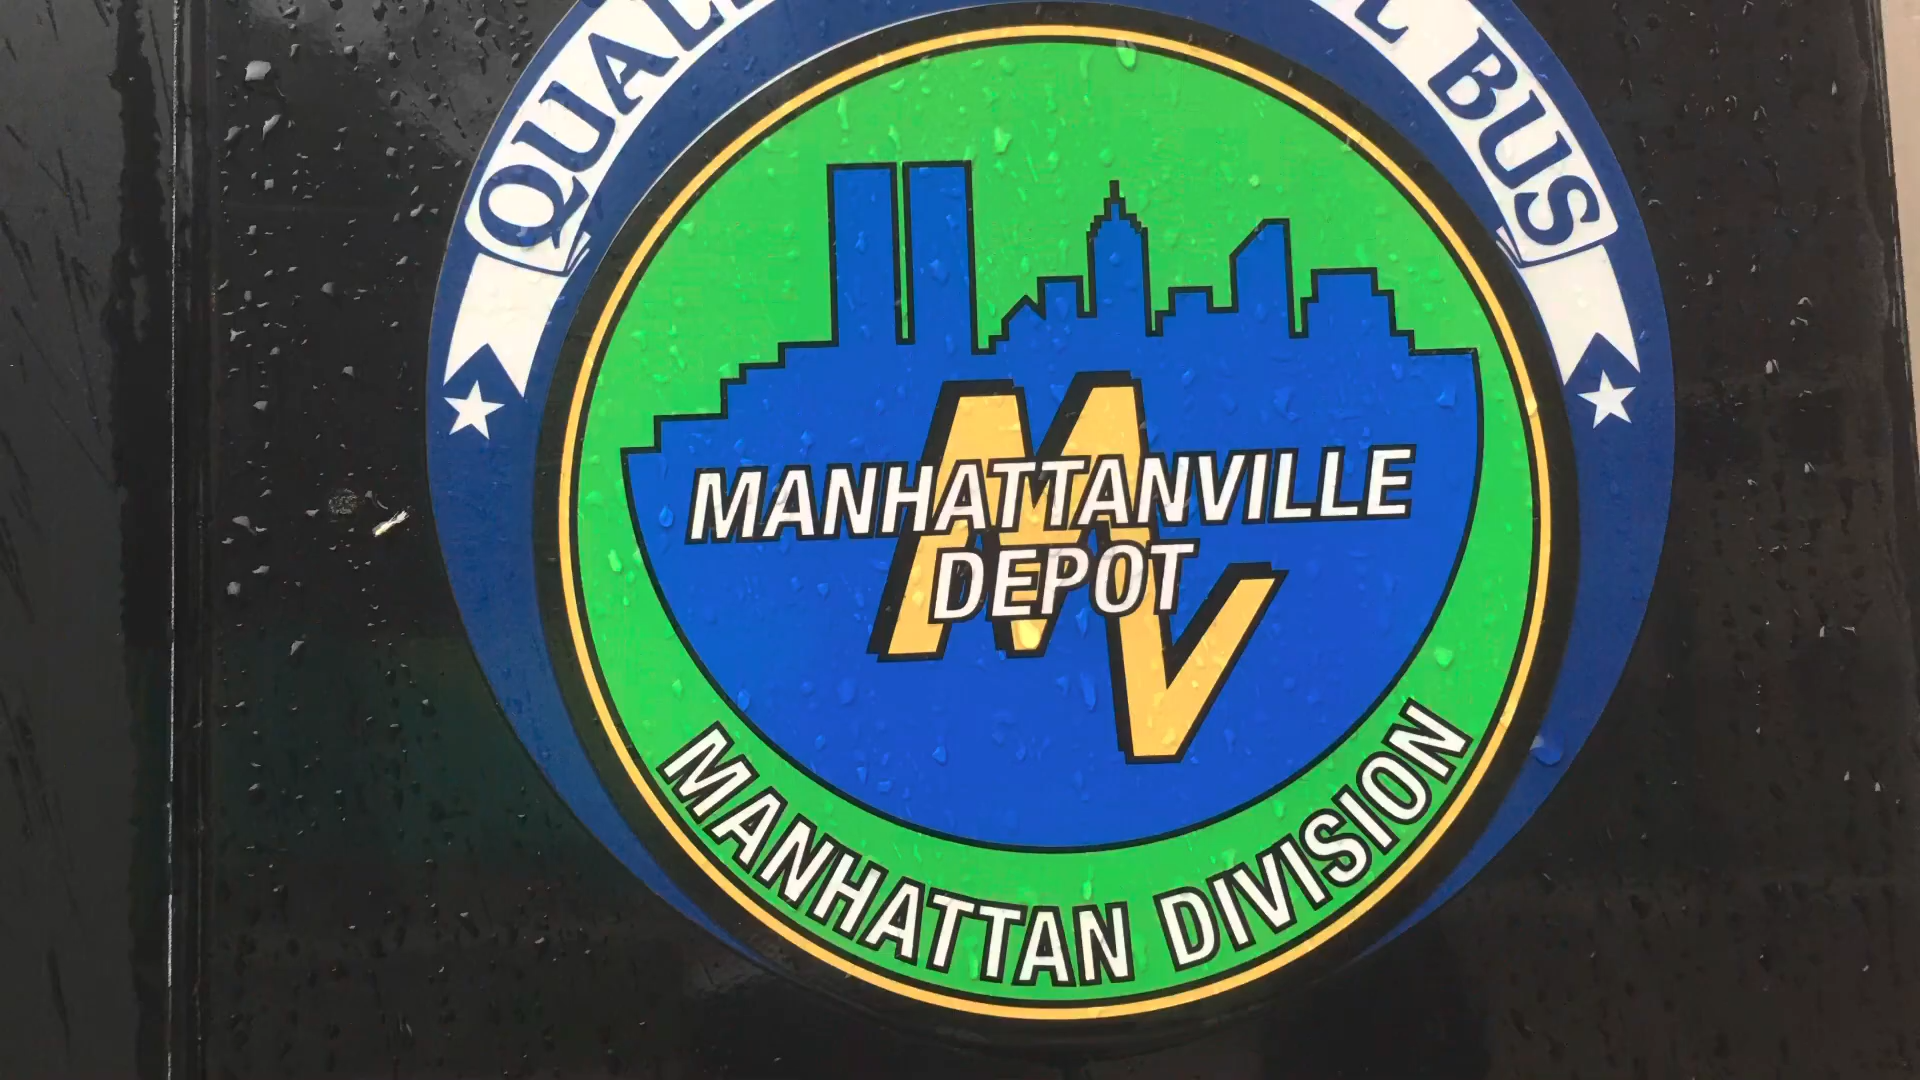 BUS
MANHATTANVILLE
DEPOT
MV
MANHATTAN DIVISION